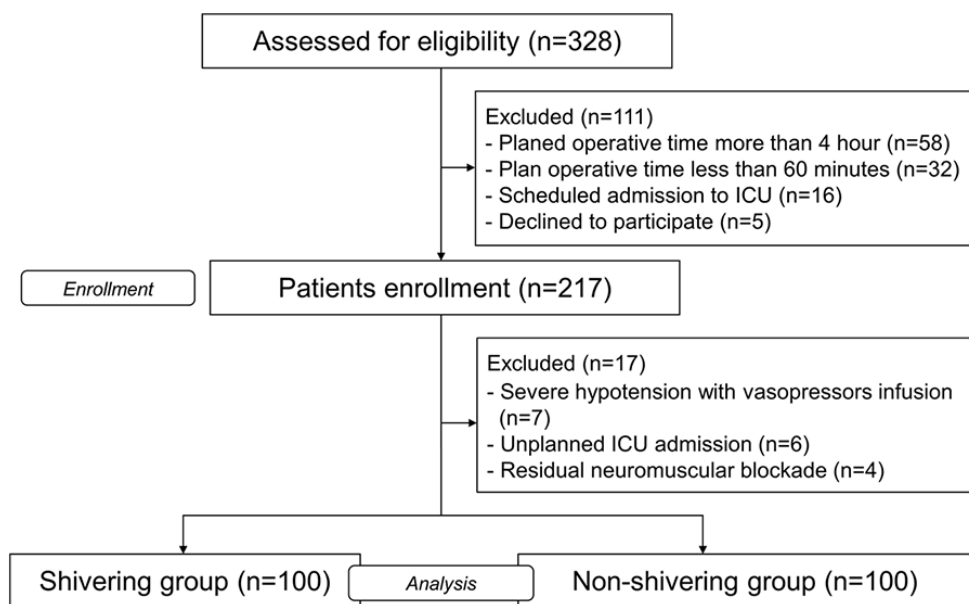 Assessed for eligibility (n=328)
Excluded (n=111)
- Planed operative time more than 4 hour (n=58)
- Plan operative time less than 60 minutes (n=32)
- Scheduled admission to ICU (n=16)
- Declined to participate (n=5)
Enrollment
Patients enrollment (n=217)
Excluded (n=17)
- Severe hypotension with vasopressors infusion
(n=7)
- Unplanned ICU admission (n=6)
- Residual neuromuscular blockade (n=4)
Shivering group (n=100)
Analysis
Non-shivering group (n=100)